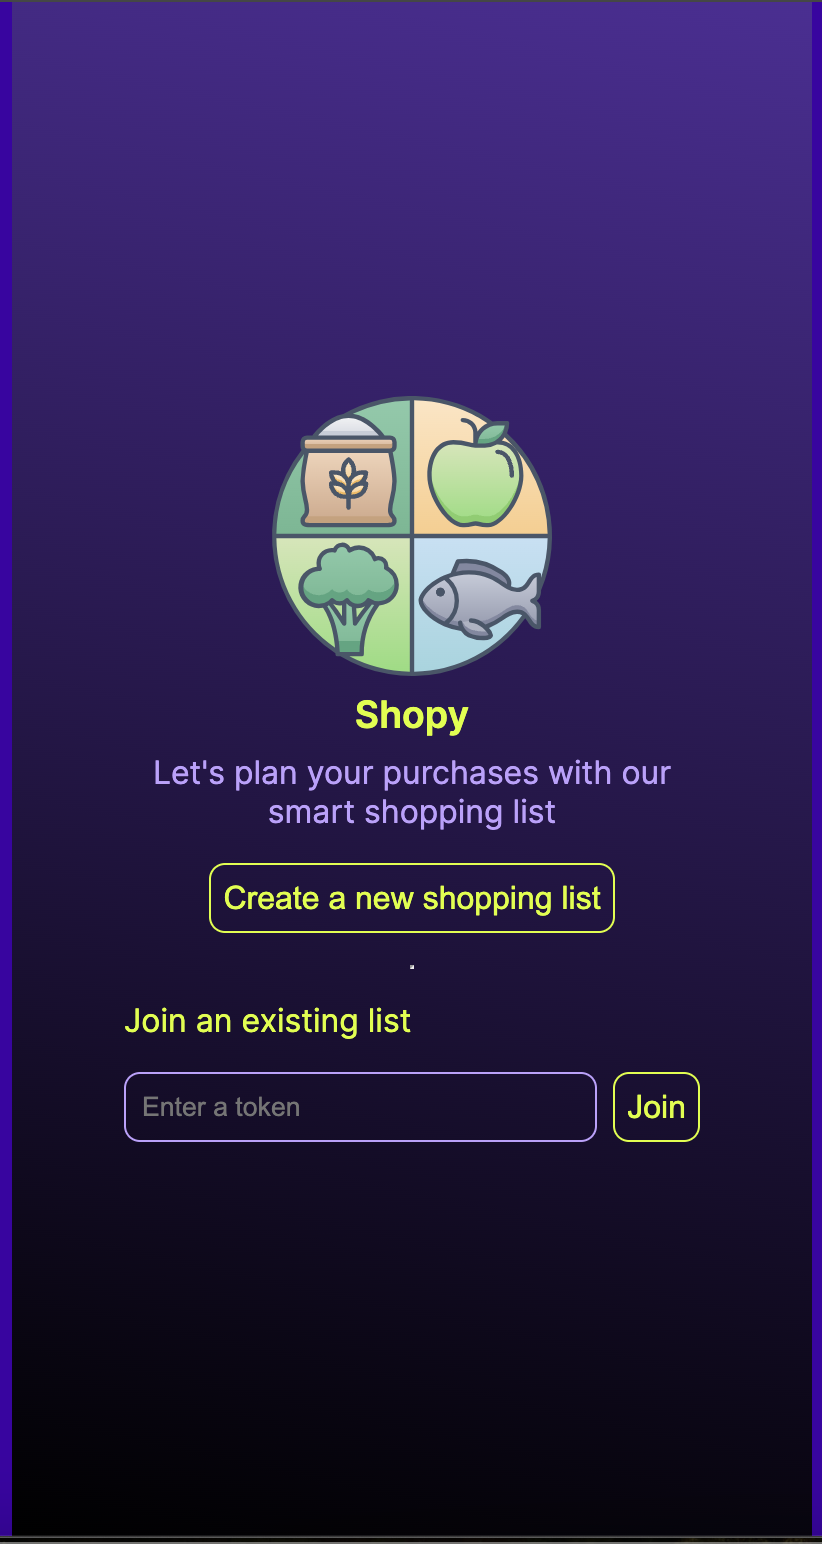 Shopy
Let's plan your purchases with our
smart shopping list
Create a new shopping list
Join an existing list
Enter a token
Join